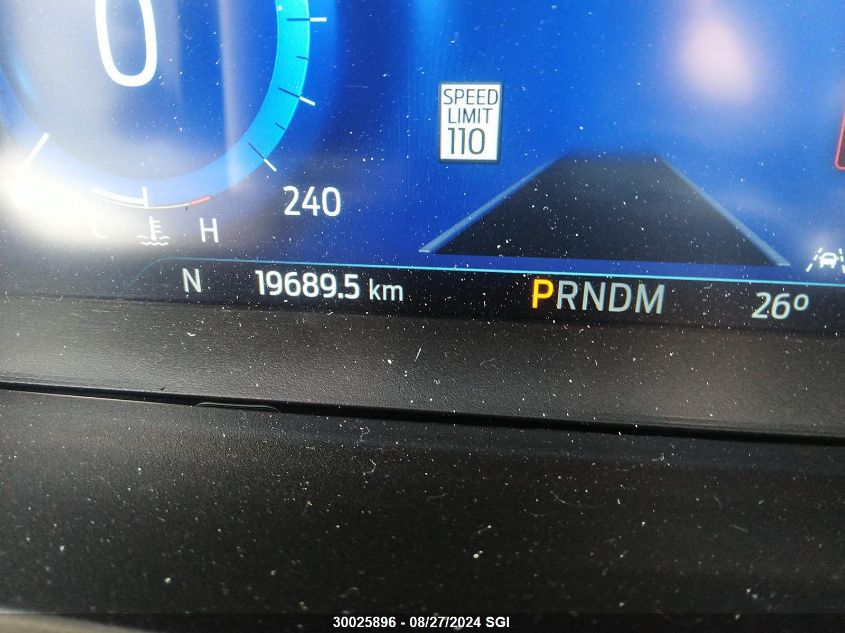 0
SPEED
LIMIT
110
240
C H
N 19689.5 km PRNDM 26°
30025896 - 08/27/2024 SGI